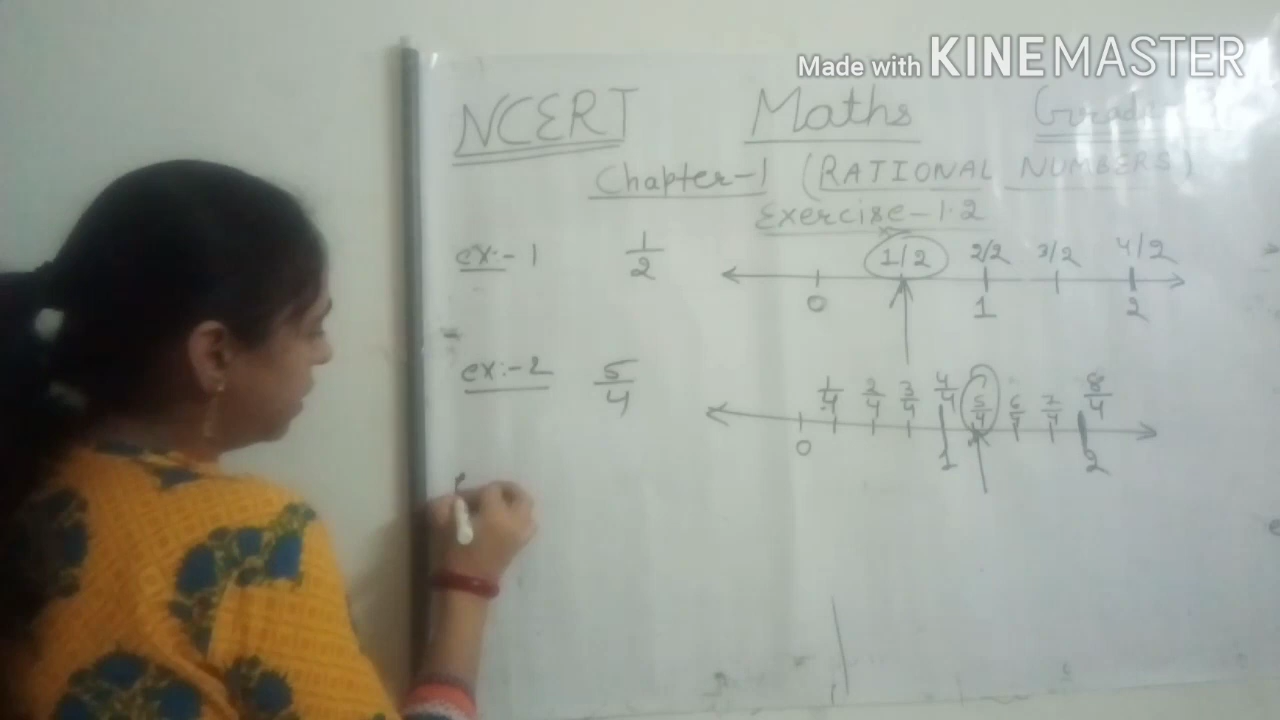 Made with KINEMASTER
NCERT Maths
Chapter-1 (RATIONAL NUMBERS)
Exercise-1.2
ex:-1 1/2
1/2 2/2 3/2 4/2
0 1 2
ex:-2 5/4
1/4 2/4 3/4 4/4 5/4 6/4 7/4 8/4
0 1 2